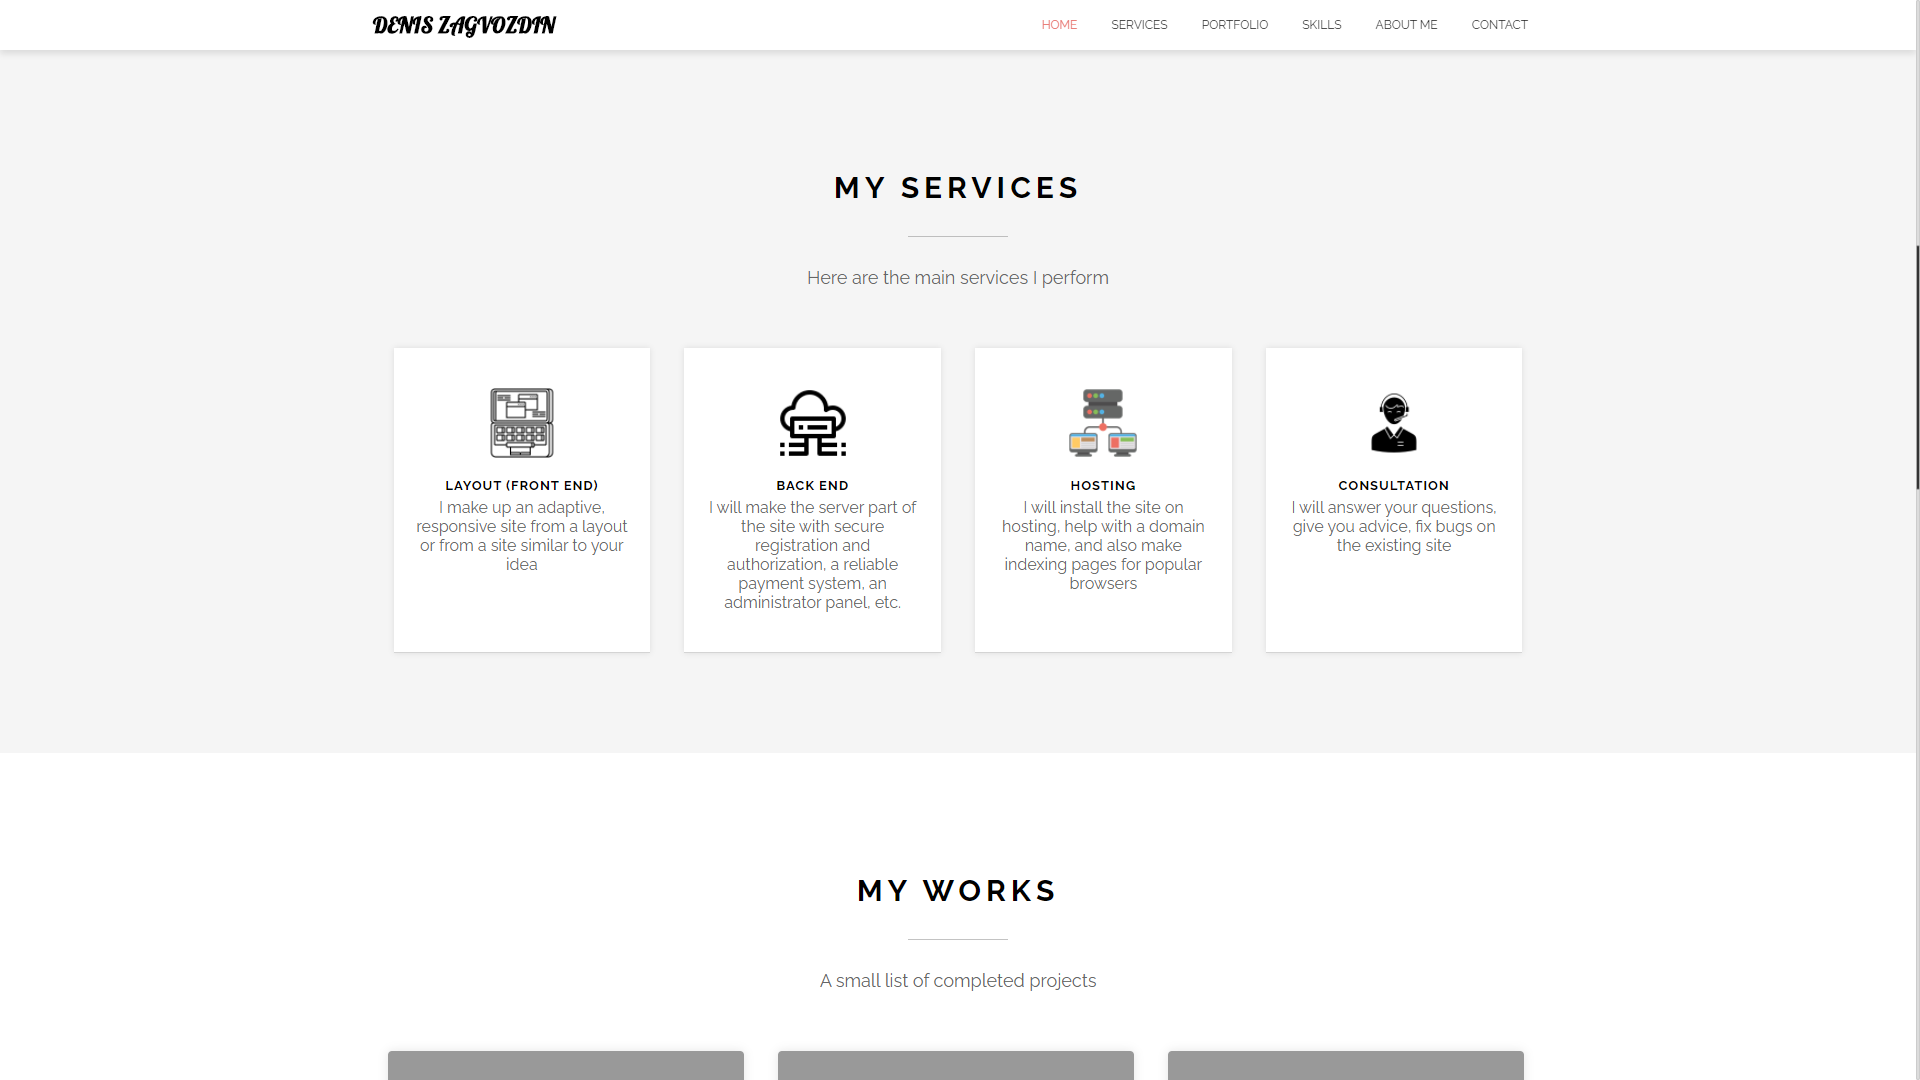 DENIS ZAGVOZDIN
HOME SERVICES PORTFOLIO SKILLS ABOUT ME CONTACT
MY SERVICES
Here are the main services I perform
LAYOUT (FRONT END)
I make up an adaptive,
responsive site from a layout
or from a site similar to your
idea
BACK END
I will make the server part of
the site with secure
registration and
authorization, a reliable
payment system, an
administrator panel, etc.
HOSTING
I will install the site on
hosting, help with a domain
name, and also make
indexing pages for popular
browsers
CONSULTATION
I will answer your questions,
give you advice, fix bugs on
the existing site
MY WORKS
A small list of completed projects